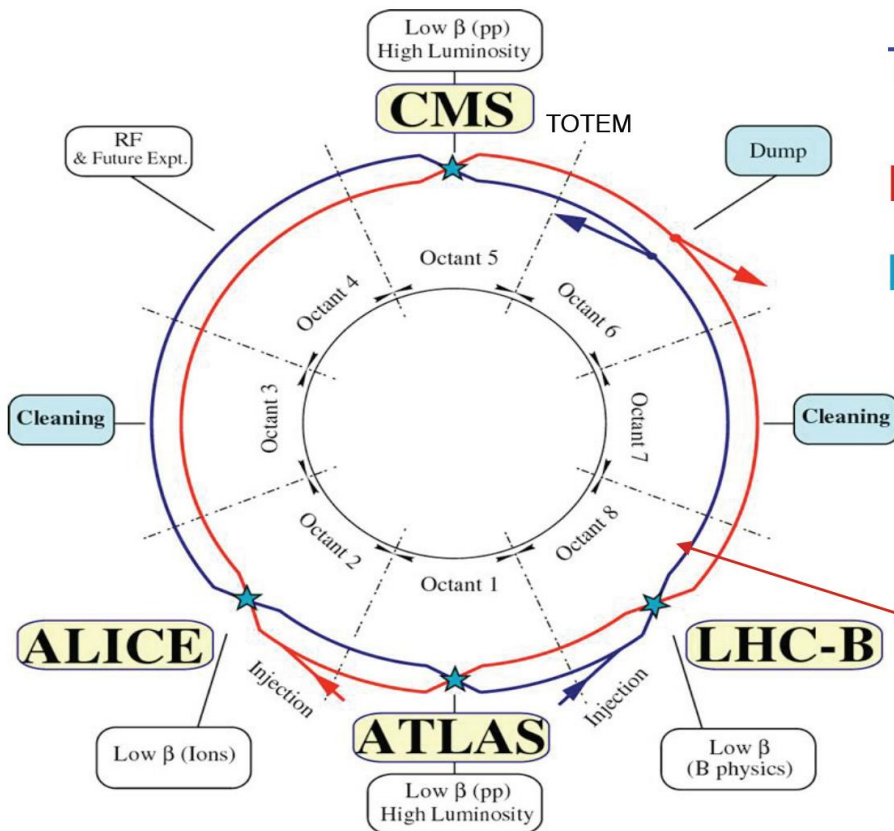 Low β (pp)
High Luminosity
CMS
TOTEM
RF
& Future Expt.
Dump
Octant 5
Octant 4
Octant 6
Cleaning
Octant 3
Octant 7
Cleaning
Octant 2
Octant 8
Octant 1
ALICE
LHC-B
Injection
Injection
ATLAS
Low β (Ions)
Low β
(B physics)
Low β (pp)
High Luminosity